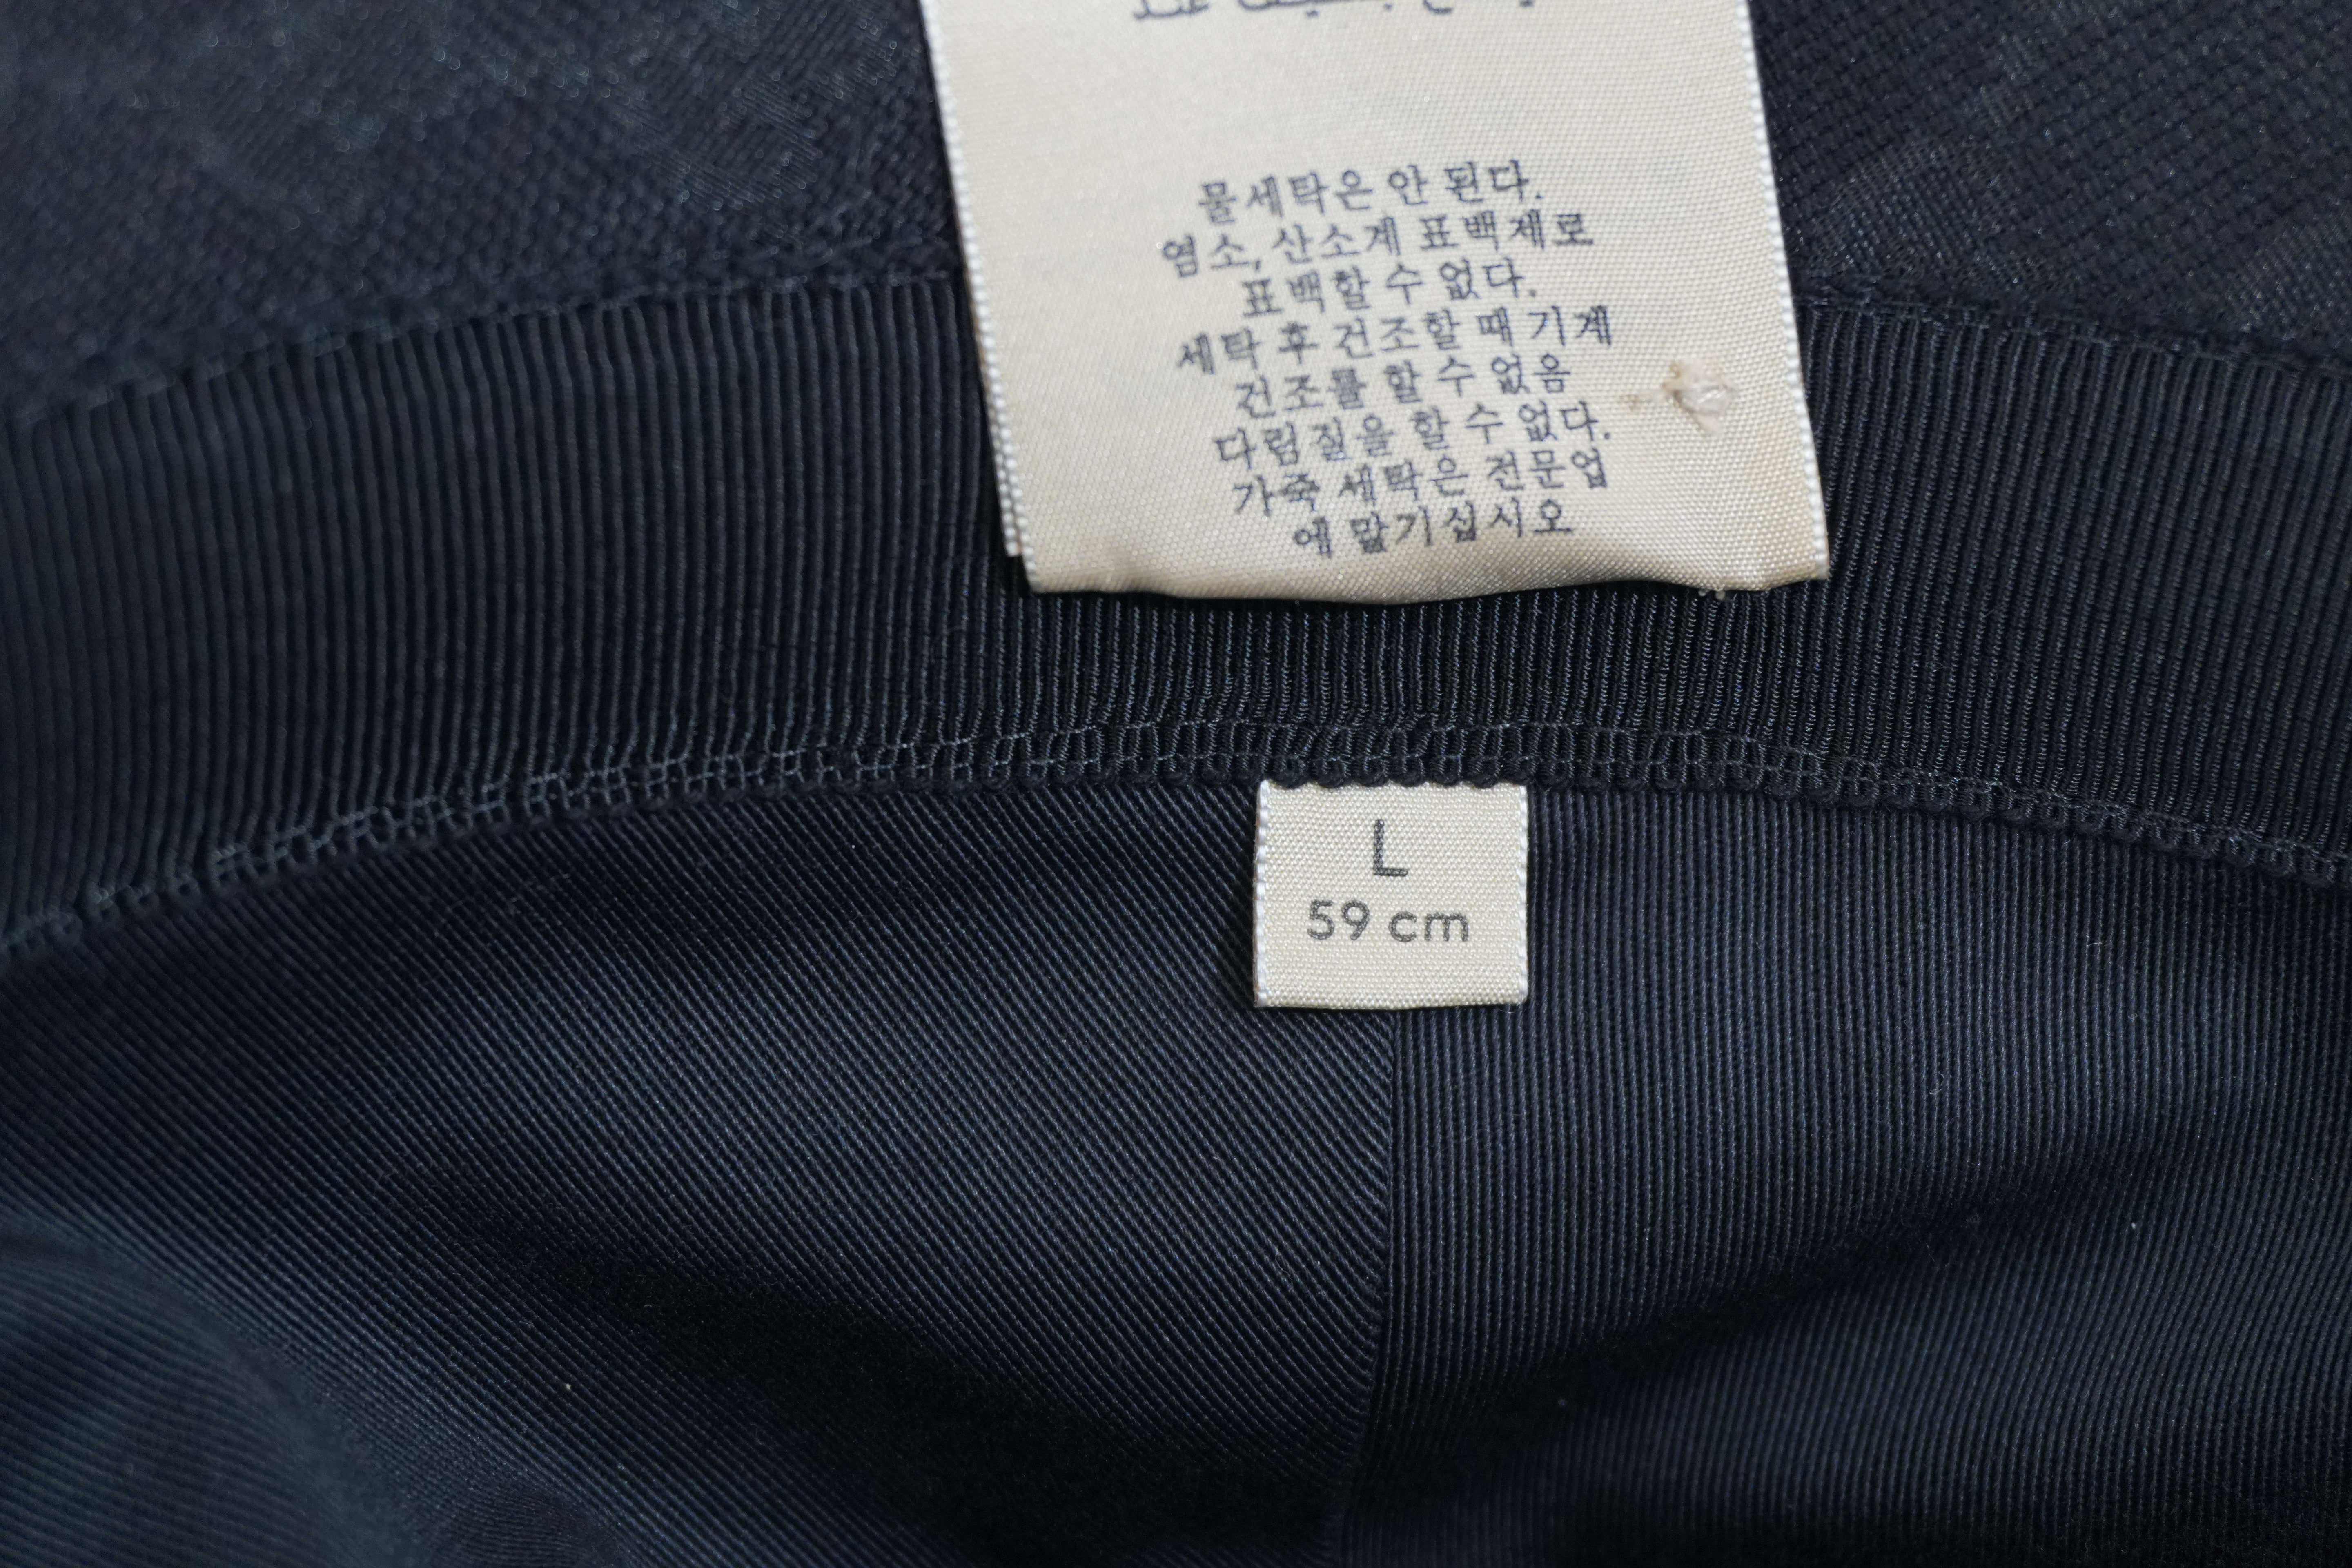 물세탁은 안 된다.
염소, 산소계 표백제로
표백할 수 없다.
세탁 후 건조할 때 기계
건조를 할 수 없음
다림질을 할 수 없다.
가죽 세탁은 전문업
에 맡기십시오
L
59 cm